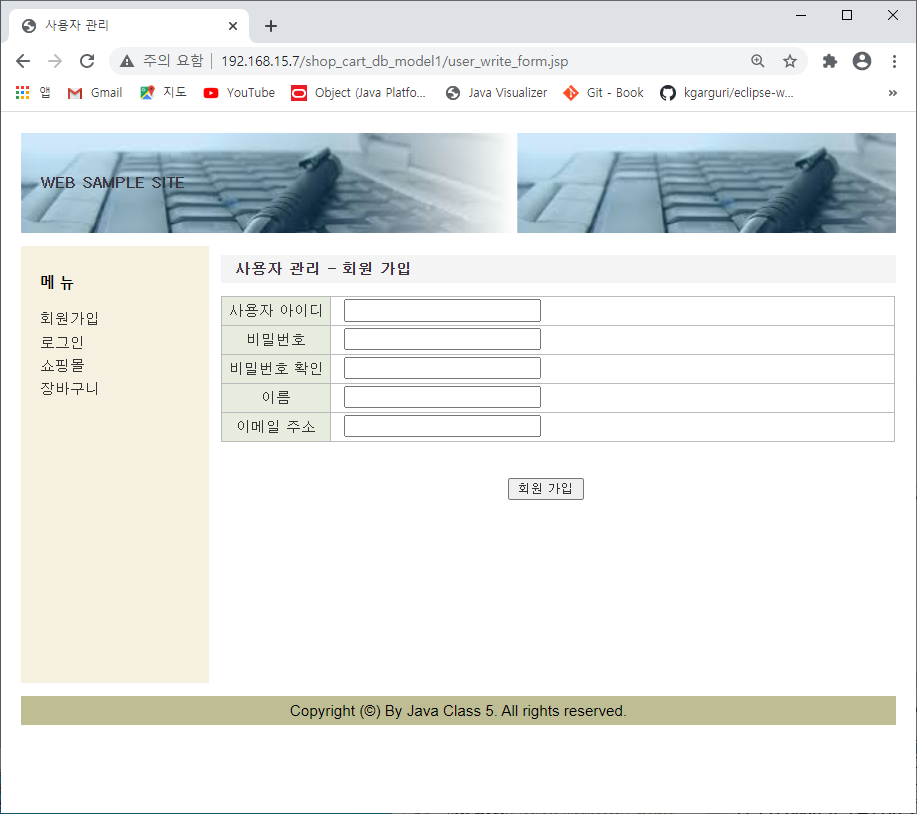 사용자 관리
주의 요함 | 192.168.15.7/shop_cart_db_model1/user_write_form.jsp
앱 Gmail 지도 YouTube Object (Java Platfo... Java Visualizer Git - Book kgarguri/eclipse-w... »
WEB SAMPLE SITE
메 뉴
회원가입
로그인
쇼핑몰
장바구니
사용자 관리 - 회원 가입
사용자 아이디
비밀번호
비밀번호 확인
이름
이메일 주소
회원 가입
Copyright (©) By Java Class 5. All rights reserved.